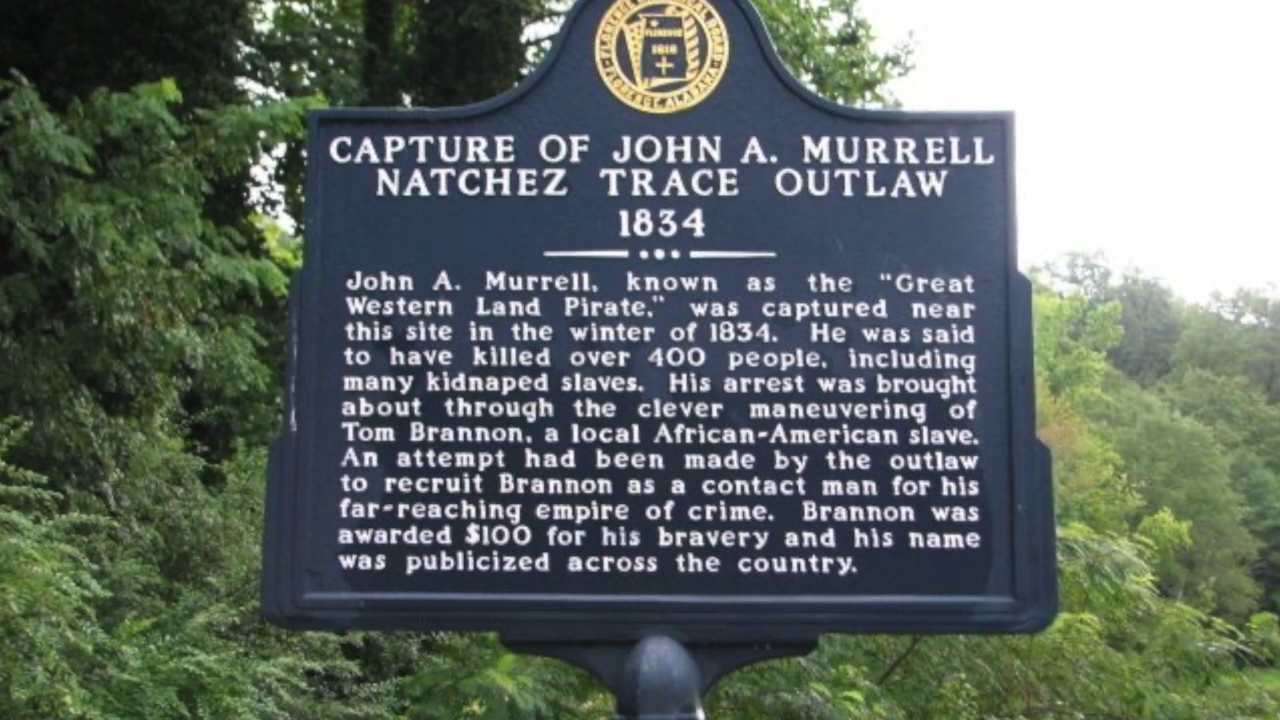 FLORENCE
1818
FLORENCE, ALABAMA
CAPTURE OF JOHN A. MURRELL
NATCHEZ TRACE OUTLAW
1834
John A. Murrell, known as the "Great
Western Land Pirate," was captured near
this site in the winter of 1834. He was said
to have killed over 400 people, including
many kidnaped slaves. His arrest was brought
about through the clever maneuvering of
Tom Brannon, a local African-American slave.
An attempt had been made by the outlaw
to recruit Brannon as a contact man for his
far-reaching empire of crime. Brannon was
awarded $100 for his bravery and his name
was publicized across the country.